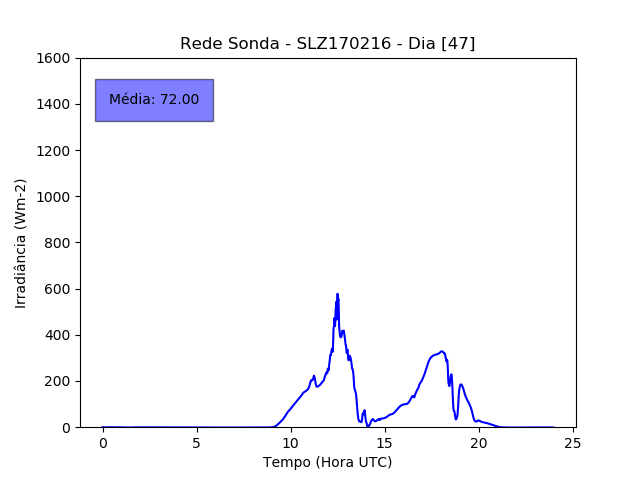 Rede Sonda - SLZ170216 - Dia [47]
1600
1400
1200
1000
800
600
400
200
0
Média: 72.00
Irradiância (Wm-2)
0 5 10 15 20 25
Tempo (Hora UTC)